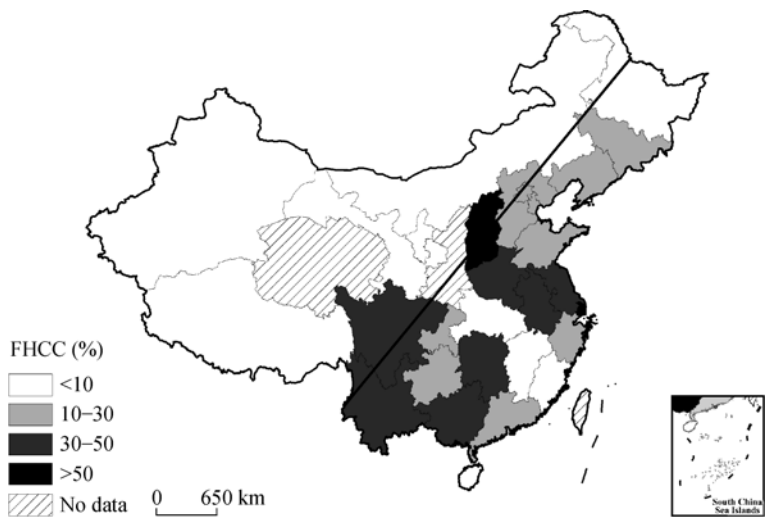 FHCC (%)
<10
10−30
30−50
>50
No data
0 650 km
South China
Sea Islands